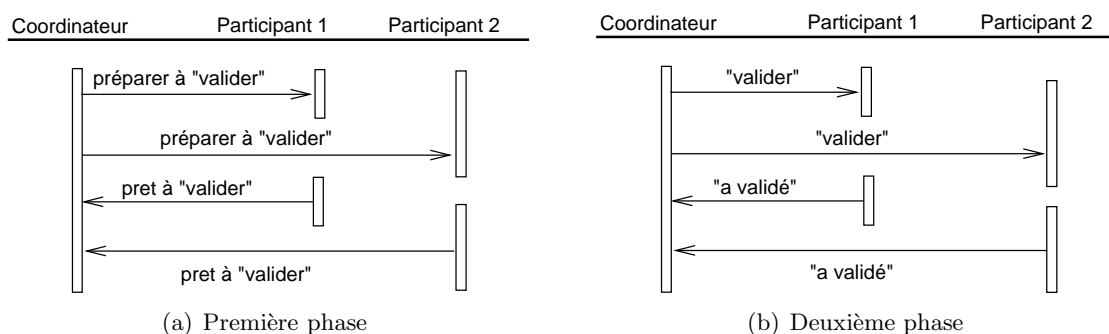 Coordinateur Participant 1 Participant 2
préparer à "valider"
préparer à "valider"
pret à "valider"
pret à "valider"
(a) Première phase
Coordinateur Participant 1 Participant 2
"valider"
"valider"
"a validé"
"a validé"
(b) Deuxième phase